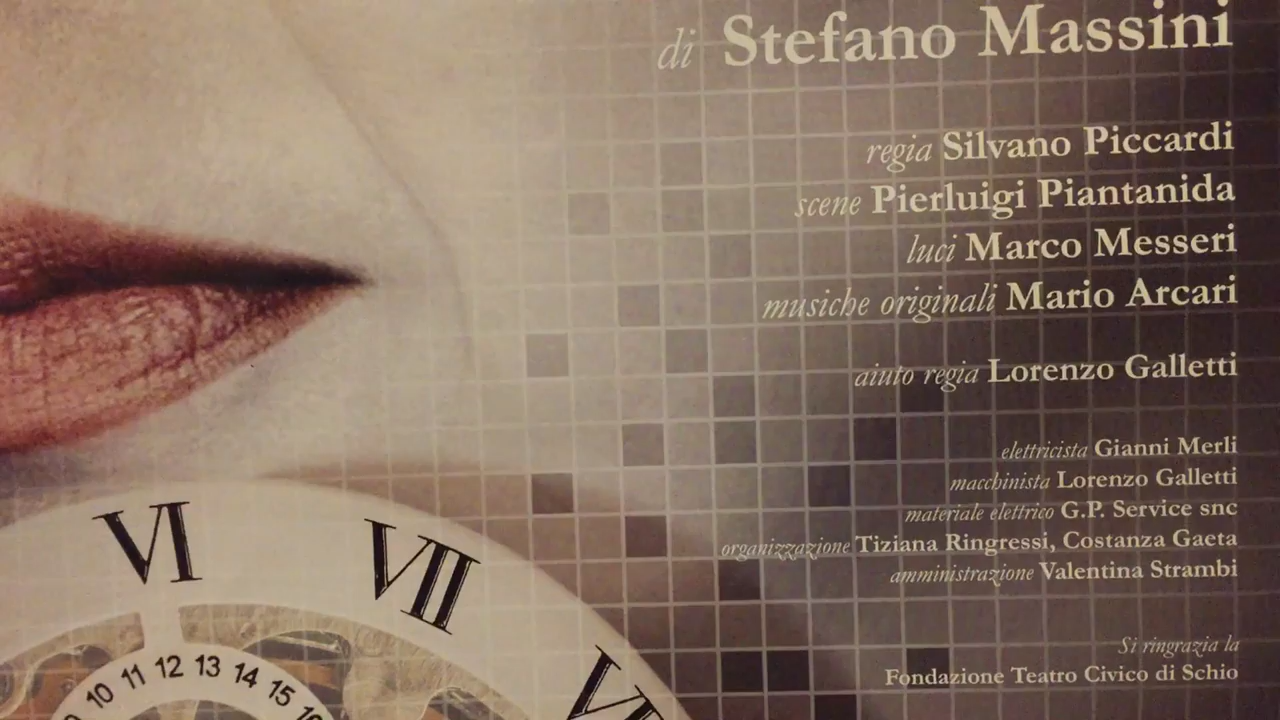 di Stefano Massini
regia Silvano Piccardi
scene Pierluigi Piantanida
luci Marco Messeri
musiche originali Mario Arcari
aiuto regia Lorenzo Galletti
elettricista Gianni Merli
macchinista Lorenzo Galletti
materiale elettrico G.P. Service snc
organizzazione Tiziana Ringressi, Costanza Gaeta
amministrazione Valentina Strambi
Si ringrazia la
Fondazione Teatro Civico di Schio
VI VII
10 11 12 13 14 15